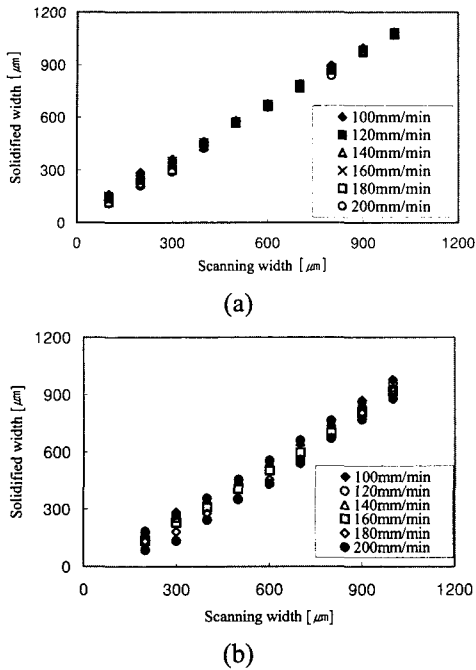 1200
900
600
300
0
Solidified width [㎛]
◆ 100mm/min
■ 120mm/min
△ 140mm/min
× 160mm/min
□ 180mm/min
○ 200mm/min
0 300 600 900 1200
Scanning width [㎛]
(a)
1200
900
600
300
0
Solidified width [㎛]
◆ 100mm/min
○ 120mm/min
△ 140mm/min
□ 160mm/min
◇ 180mm/min
● 200mm/min
0 300 600 900 1200
Scanning width [㎛]
(b)